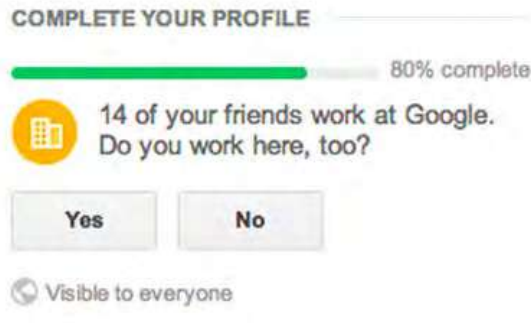 COMPLETE YOUR PROFILE
80% complete
14 of your friends work at Google.
Do you work here, too?
Yes No
Visible to everyone